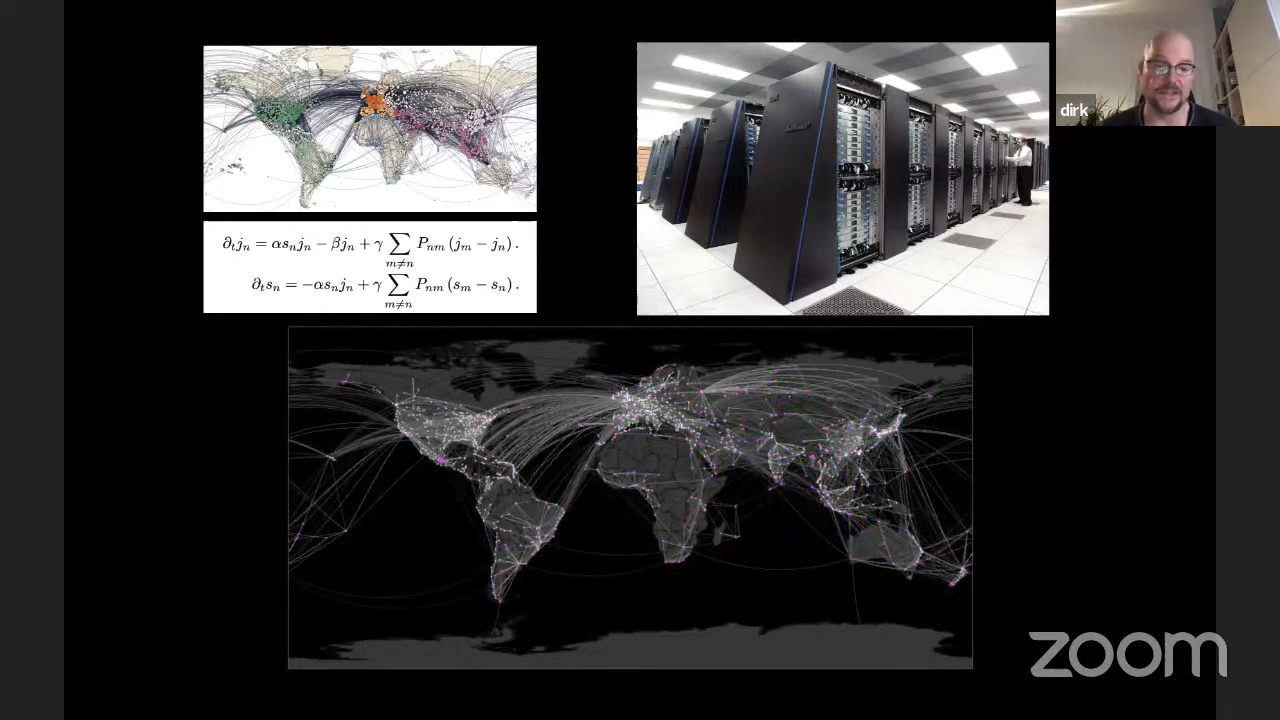 dirk
∂ₜjₙ = αsₙjₙ − βjₙ + γ ∑ Pₙₘ (jₘ − jₙ) .
m≠n
∂ₜsₙ = −αsₙjₙ + γ ∑ Pₙₘ (sₘ − sₙ) .
m≠n
zoom